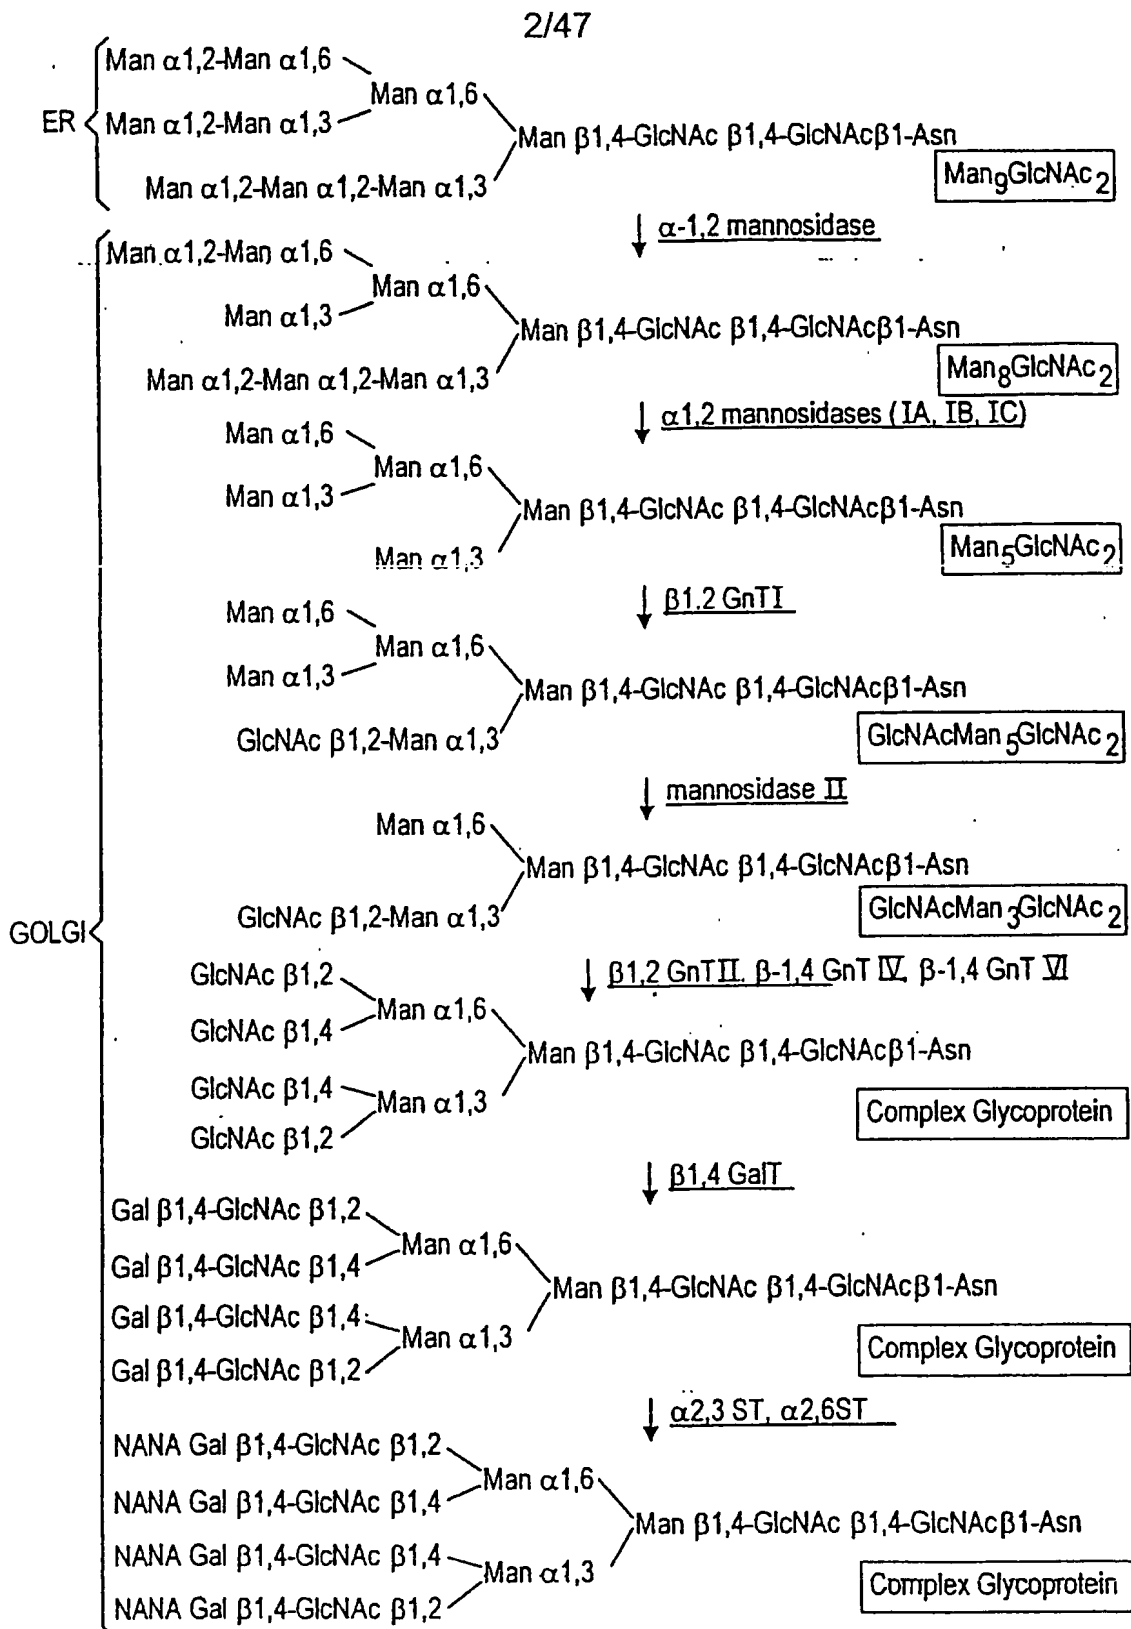 2/47
Man α1,2-Man α1,6
Man α1,6
ER
Man α1,2-Man α1,3
Man β1,4-GlcNAc β1,4-GlcNAcβ1-Asn
Man α1,2-Man α1,2-Man α1,3
Man9GlcNAc2
α-1,2 mannosidase
Man α1,2-Man α1,6
Man α1,6
Man α1,3
Man β1,4-GlcNAc β1,4-GlcNAcβ1-Asn
Man α1,2-Man α1,2-Man α1,3
Man8GlcNAc2
α1,2 mannosidases (IA, IB, IC)
Man α1,6
Man α1,6
Man α1,3
Man β1,4-GlcNAc β1,4-GlcNAcβ1-Asn
Man α1,3
Man5GlcNAc2
β1.2 GnTI
Man α1,6
Man α1,6
Man α1,3
Man β1,4-GlcNAc β1,4-GlcNAcβ1-Asn
GlcNAc β1,2-Man α1,3
GlcNAcMan5GlcNAc2
mannosidase II
Man α1,6
Man β1,4-GlcNAc β1,4-GlcNAcβ1-Asn
GlcNAc β1,2-Man α1,3
GlcNAcMan3GlcNAc2
GOLGI
β1,2 GnTII. β-1,4 GnT IV, β-1,4 GnT VI
GlcNAc β1,2
Man α1,6
GlcNAc β1,4
Man β1,4-GlcNAc β1,4-GlcNAcβ1-Asn
GlcNAc β1,4
Man α1,3
GlcNAc β1,2
Complex Glycoprotein
β1,4 GalT
Gal β1,4-GlcNAc β1,2
Man α1,6
Gal β1,4-GlcNAc β1,4
Man β1,4-GlcNAc β1,4-GlcNAcβ1-Asn
Gal β1,4-GlcNAc β1,4
Man α1,3
Gal β1,4-GlcNAc β1,2
Complex Glycoprotein
α2,3 ST, α2,6ST
NANA Gal β1,4-GlcNAc β1,2
Man α1,6
NANA Gal β1,4-GlcNAc β1,4
Man β1,4-GlcNAc β1,4-GlcNAcβ1-Asn
NANA Gal β1,4-GlcNAc β1,4
Man α1,3
NANA Gal β1,4-GlcNAc β1,2
Complex Glycoprotein